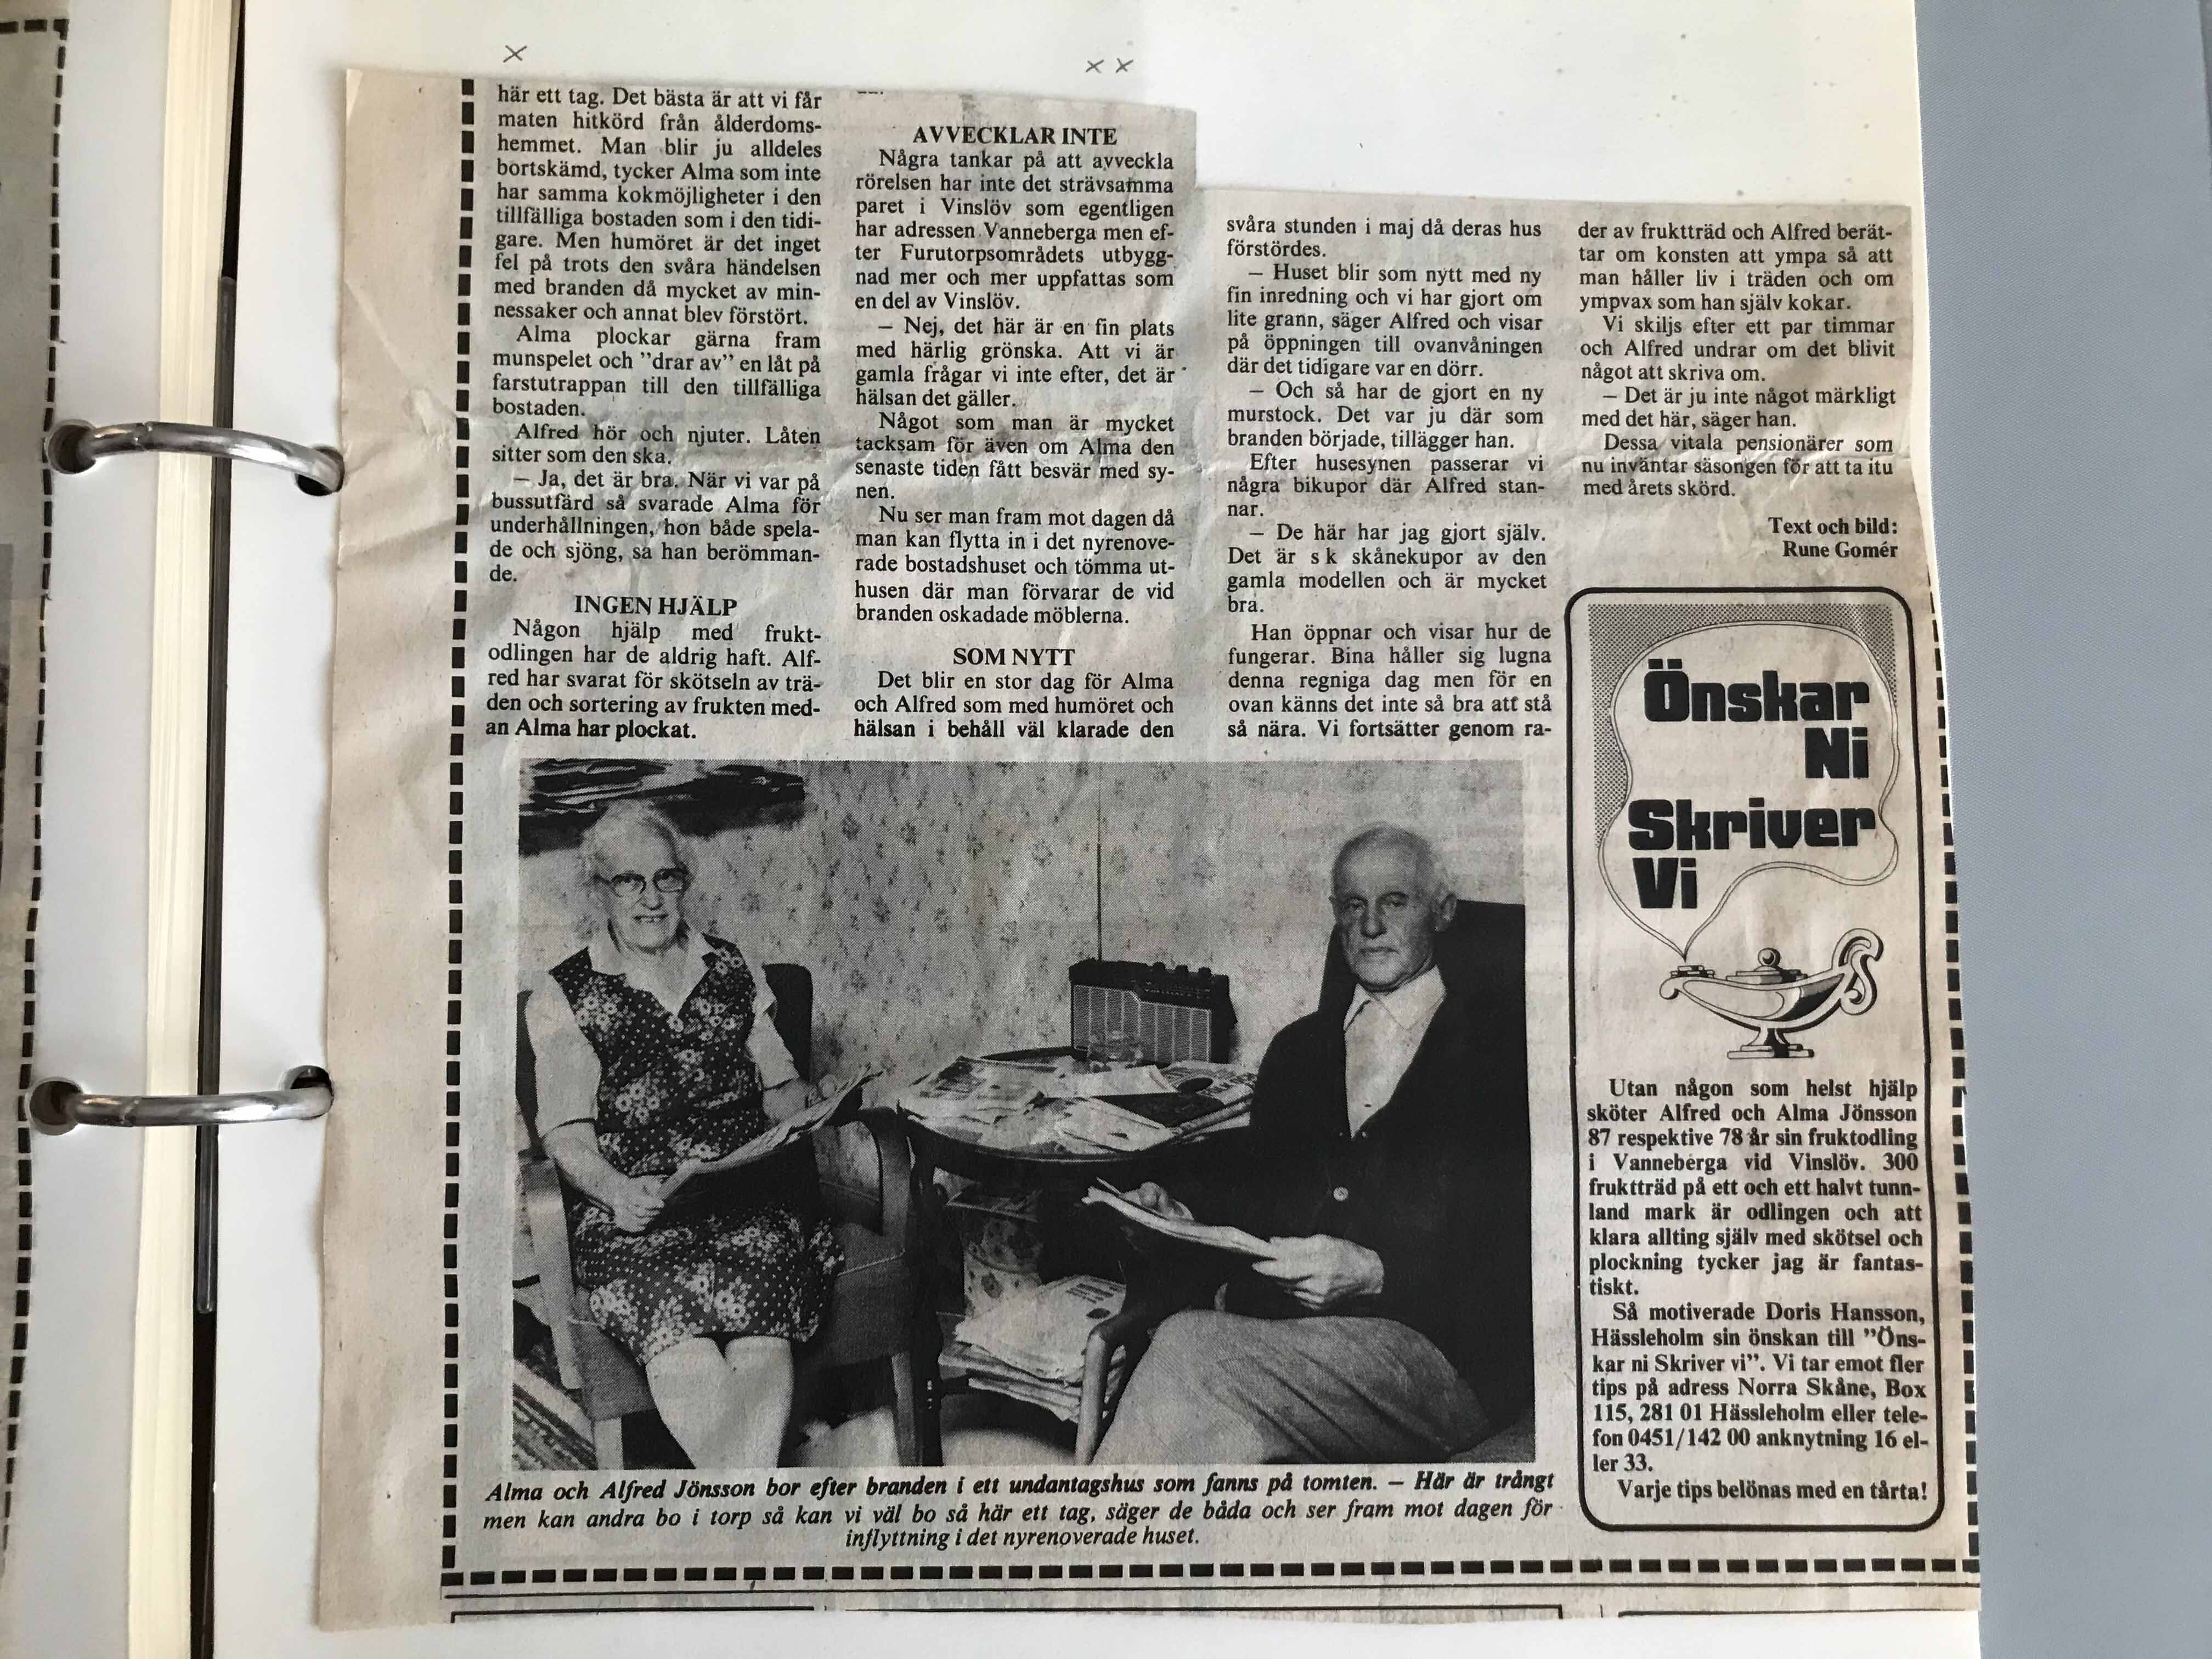 × 
× ×
här ett tag. Det bästa är att vi får
maten hitkörd från ålderdoms-
hemmet. Man blir ju alldeles
bortskämd, tycker Alma som inte
har samma kokmöjligheter i den
tillfälliga bostaden som i den tidi-
gare. Men humöret är det inget
fel på trots den svåra händelsen
med branden då mycket av min-
nessaker och annat blev förstört.
Alma plockar gärna fram
munspelet och ”drar av” en låt på
farstutrappan till den tillfälliga
bostaden.
Alfred hör och njuter. Låten
sitter som den ska.
— Ja, det är bra. När vi var på
bussutfärd så svarade Alma för
underhållningen, hon både spela-
de och sjöng, sa han berömman-
de.
INGEN HJÄLP
Någon hjälp med frukt-
odlingen har de aldrig haft. Alf-
red har svarat för skötseln av trä-
den och sortering av frukten med-
an Alma har plockat.
AVVECKLAR INTE
Några tankar på att avveckla
rörelsen har inte det strävsamma
paret i Vinslöv som egentligen
har adressen Vanneberga men ef-
ter Furutorpsområdets utbygg-
nad mer och mer uppfattas som
en del av Vinslöv.
— Nej, det här är en fin plats
med härlig grönska. Att vi är
gamla frågar vi inte efter, det är
hälsan det gäller.
Något som man är mycket
tacksam för även om Alma den
senaste tiden fått besvär med sy-
nen.
Nu ser man fram mot dagen då
man kan flytta in i det nyrenove-
rade bostadshuset och tömma ut-
husen där man förvarar de vid
branden oskadade möblerna.
SOM NYTT
Det blir en stor dag för Alma
och Alfred som med humöret och
hälsan i behåll väl klarade den
svåra stunden i maj då deras hus
förstördes.
— Huset blir som nytt med ny
fin inredning och vi har gjort om
lite grann, säger Alfred och visar
på öppningen till ovanvåningen
där det tidigare var en dörr.
— Och så har de gjort en ny
murstock. Det var ju där som
branden började, tillägger han.
Efter husesynen passerar vi
några bikupor där Alfred stan-
nar.
— De här har jag gjort själv.
Det är s k skånekupor av den
gamla modellen och är mycket
bra.
Han öppnar och visar hur de
fungerar. Bina håller sig lugna
denna regniga dag men för en
ovan känns det inte så bra att stå
så nära. Vi fortsätter genom ra-
der av fruktträd och Alfred berät-
tar om konsten att ympa så att
man håller liv i träden och om
ympvax som han själv kokar.
Vi skiljs efter ett par timmar
och Alfred undrar om det blivit
något att skriva om.
— Det är ju inte något märkligt
med det här, säger han.
Dessa vitala pensionärer som
nu inväntar säsongen för att ta itu
med årets skörd.
Text och bild:
Rune Gomér
Önskar
Ni
Skriver
Vi
Utan någon som helst hjälp
sköter Alfred och Alma Jönsson
87 respektive 78 år sin fruktodling
i Vanneberga vid Vinslöv. 300
fruktträd på ett och ett halvt tunn-
land mark är odlingen och att
klara allting själv med skötsel och
plockning tycker jag är fantas-
tiskt.
Så motiverade Doris Hansson,
Hässleholm sin önskan till ”Öns-
kar ni Skriver vi”. Vi tar emot fler
tips på adress Norra Skåne, Box
115, 281 01 Hässleholm eller tele-
fon 0451/142 00 anknytning 16 el-
ler 33.
Varje tips belönas med en tårta!
Alma och Alfred Jönsson bor efter branden i ett undantagshus som fanns på tomten. — Här är trångt
men kan andra bo i torp så kan vi väl bo så här ett tag, säger de båda och ser fram mot dagen för
inflyttning i det nyrenoverade huset.